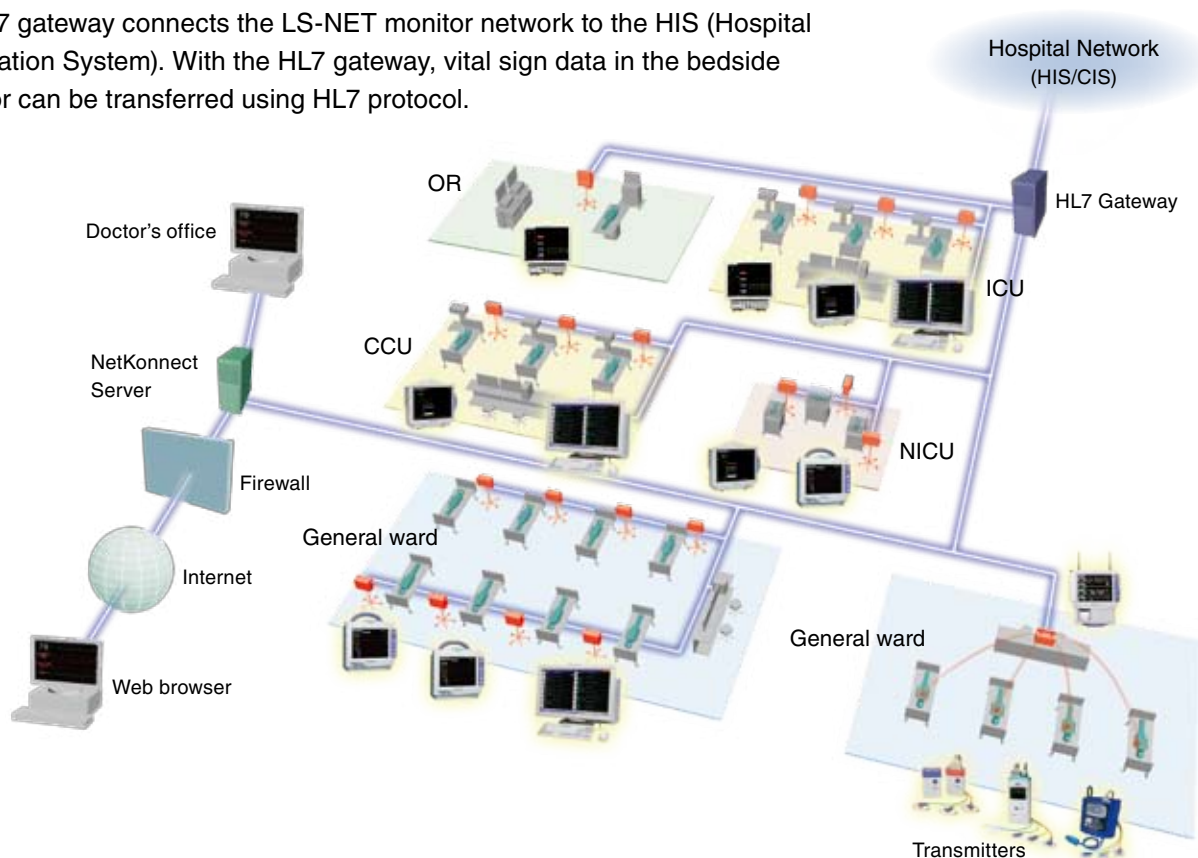 7 gateway connects the LS-NET monitor network to the HIS (Hospital
ation System). With the HL7 gateway, vital sign data in the bedside
or can be transferred using HL7 protocol.
Hospital Network
(HIS/CIS)
OR
HL7 Gateway
Doctor's office
ICU
CCU
NetKonnect
Server
NICU
Firewall
General ward
Internet
General ward
Web browser
Transmitters